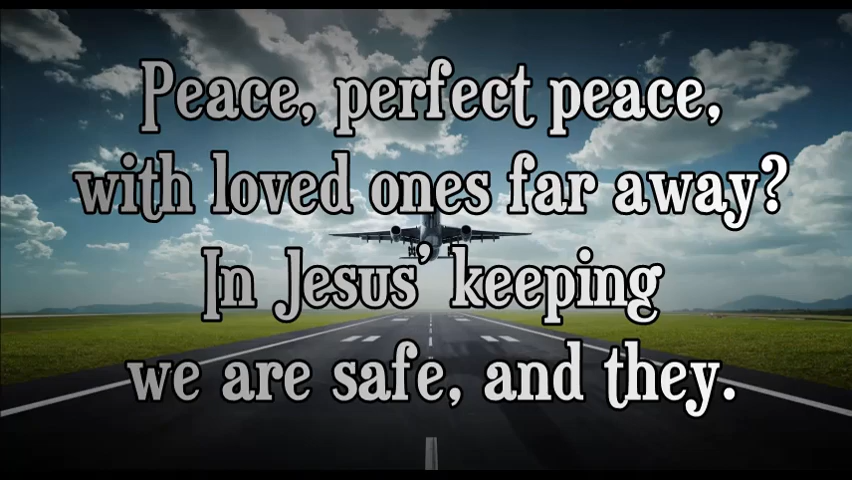 Peace, perfect peace,
with loved ones far away?
In Jesus’ keeping
we are safe, and they.